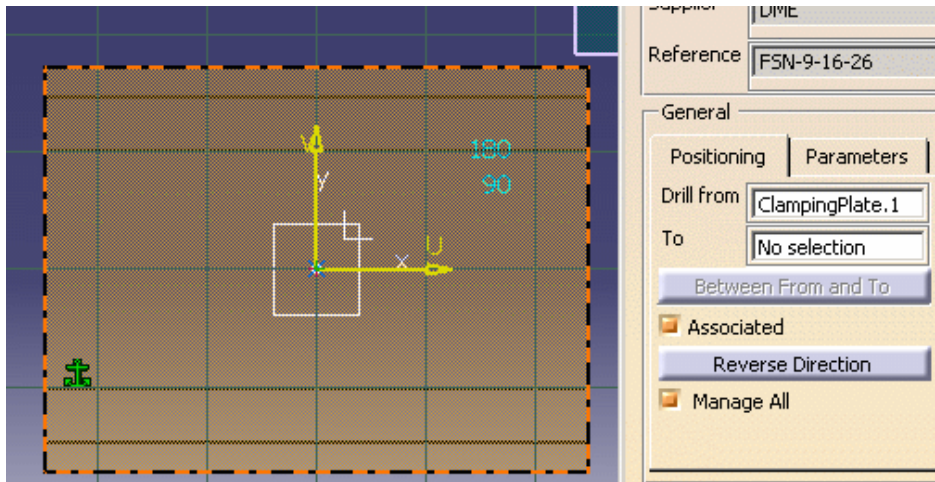 Supplier DME
Reference FSN-9-16-26
General
Positioning Parameters
Drill from ClampingPlate.1
To No selection
Between From and To
Associated
Reverse Direction
Manage All
180
90
V
y
U
x